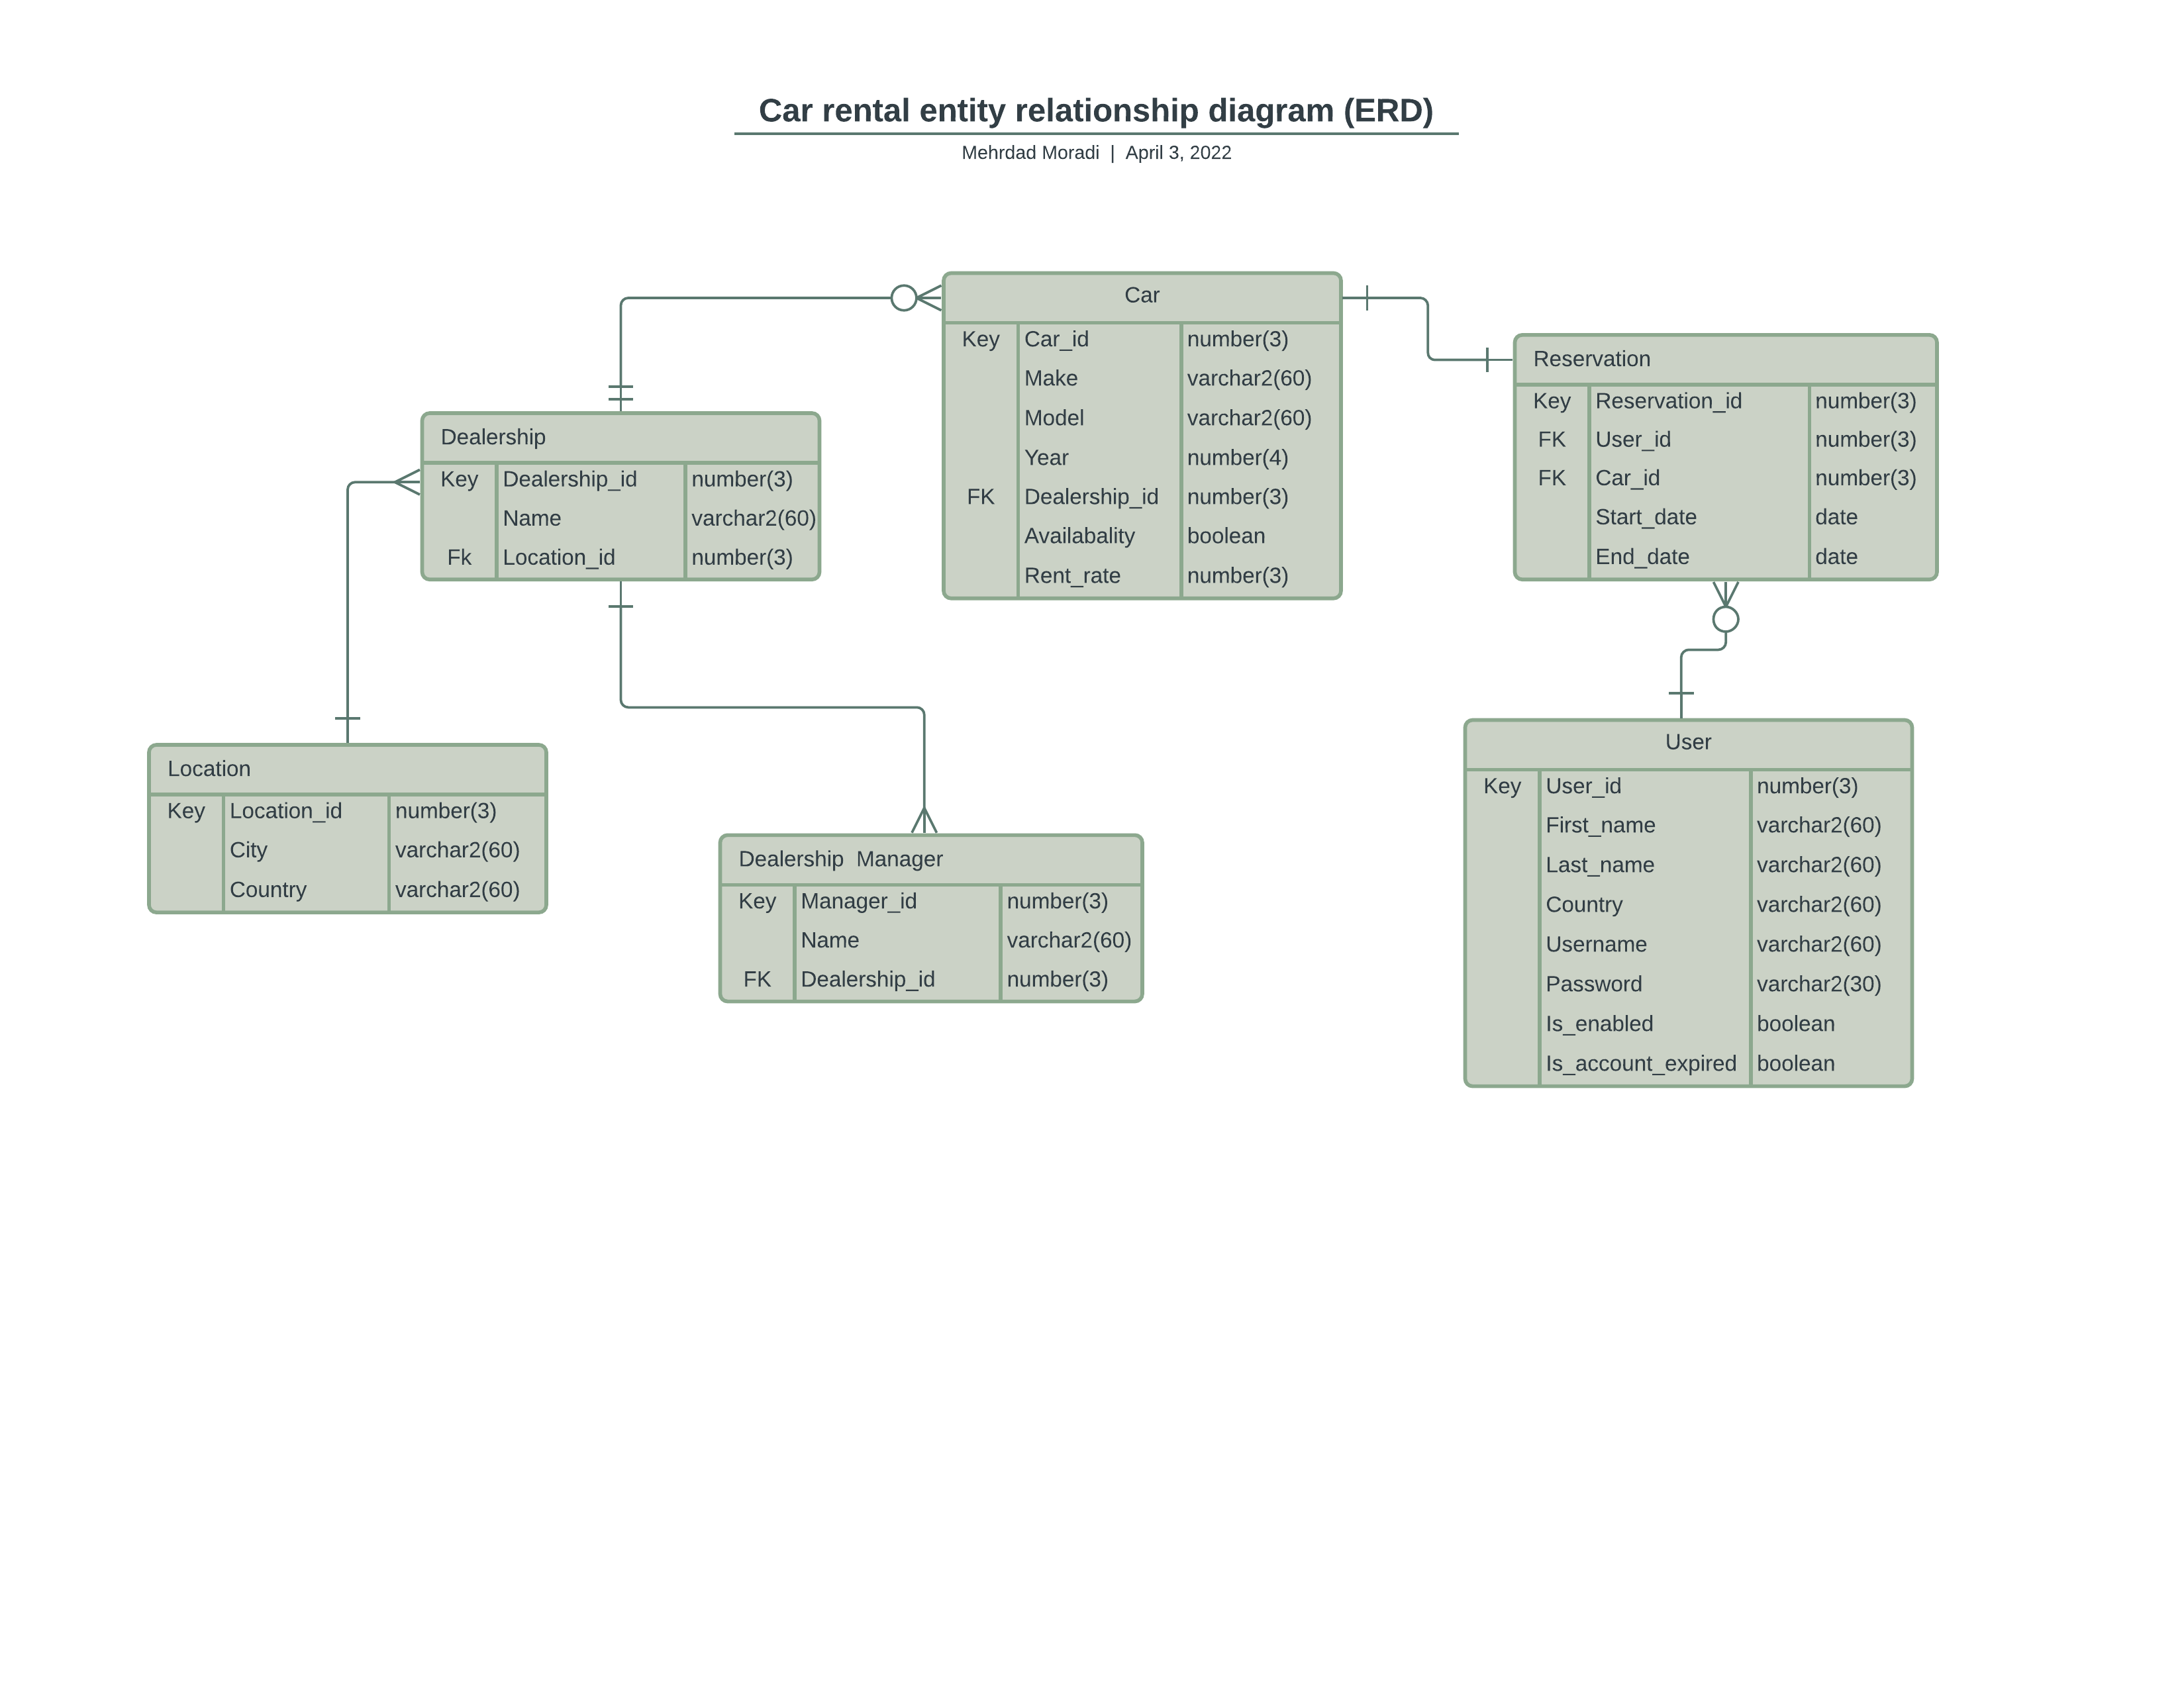 Car rental entity relationship diagram (ERD)
Mehrdad Moradi | April 3, 2022
Car
Key Car_id number(3)
Make varchar2(60)
Model varchar2(60)
Year number(4)
FK Dealership_id number(3)
Availabality boolean
Rent_rate number(3)
Reservation
Key Reservation_id number(3)
FK User_id number(3)
FK Car_id number(3)
Start_date date
End_date date
Dealership
Key Dealership_id number(3)
Name varchar2(60)
Fk Location_id number(3)
Location
Key Location_id number(3)
City varchar2(60)
Country varchar2(60)
Dealership Manager
Key Manager_id number(3)
Name varchar2(60)
FK Dealership_id number(3)
User
Key User_id number(3)
First_name varchar2(60)
Last_name varchar2(60)
Country varchar2(60)
Username varchar2(60)
Password varchar2(30)
Is_enabled boolean
Is_account_expired boolean